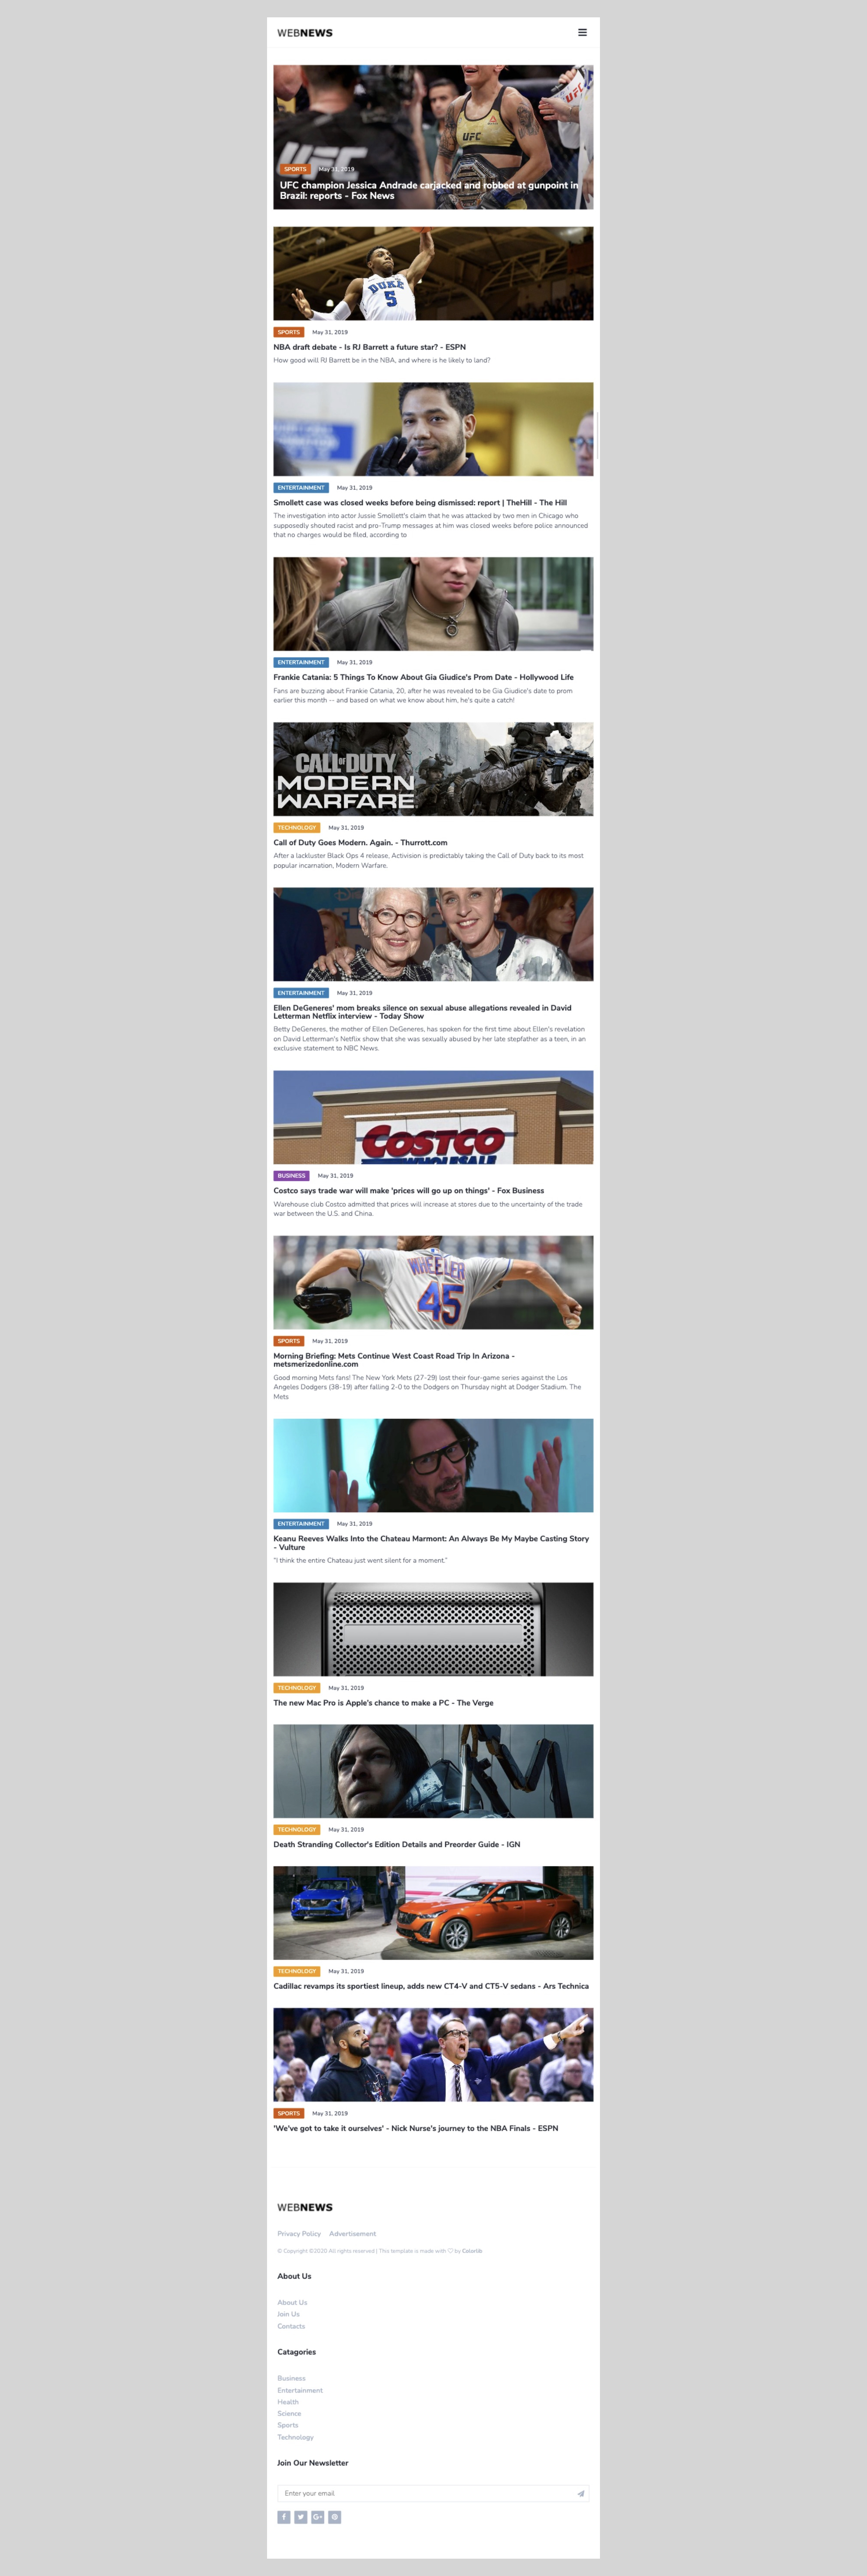 WEBNEWS
UFC
UFC
SPORTS May 31, 2019
UFC champion Jessica Andrade carjacked and robbed at gunpoint in
Brazil: reports - Fox News
DUKE
5
SPORTS May 31, 2019
NBA draft debate - Is RJ Barrett a future star? - ESPN
How good will RJ Barrett be in the NBA, and where is he likely to land?
ENTERTAINMENT May 31, 2019
Smollett case was closed weeks before being dismissed: report | TheHill - The Hill
The investigation into actor Jussie Smollett's claim that he was attacked by two men in Chicago who
supposedly shouted racist and pro-Trump messages at him was closed weeks before police announced
that no charges would be filed, according to
ENTERTAINMENT May 31, 2019
Frankie Catania: 5 Things To Know About Gia Giudice's Prom Date - Hollywood Life
Fans are buzzing about Frankie Catania, 20, after he was revealed to be Gia Giudice's date to prom
earlier this month -- and based on what we know about him, he's quite a catch!
CALL OF DUTY
MODERN
WARFARE
TECHNOLOGY May 31, 2019
Call of Duty Goes Modern. Again. - Thurrott.com
After a lackluster Black Ops 4 release, Activision is predictably taking the Call of Duty back to its most
popular incarnation, Modern Warfare.
ENTERTAINMENT May 31, 2019
Ellen DeGeneres' mom breaks silence on sexual abuse allegations revealed in David
Letterman Netflix interview - Today Show
Betty DeGeneres, the mother of Ellen DeGeneres, has spoken for the first time about Ellen's revelation
on David Letterman's Netflix show that she was sexually abused by her late stepfather as a teen, in an
exclusive statement to NBC News.
COSTCO
WHOLESALE
BUSINESS May 31, 2019
Costco says trade war will make 'prices will go up on things' - Fox Business
Warehouse club Costco admitted that prices will increase at stores due to the uncertainty of the trade
war between the U.S. and China.
WHEELER
45
SPORTS May 31, 2019
Morning Briefing: Mets Continue West Coast Road Trip In Arizona -
metsmerizedonline.com
Good morning Mets fans! The New York Mets (27-29) lost their four-game series against the Los
Angeles Dodgers (38-19) after falling 2-0 to the Dodgers on Thursday night at Dodger Stadium. The
Mets
ENTERTAINMENT May 31, 2019
Keanu Reeves Walks Into the Chateau Marmont: An Always Be My Maybe Casting Story
- Vulture
"I think the entire Chateau just went silent for a moment."
TECHNOLOGY May 31, 2019
The new Mac Pro is Apple's chance to make a PC - The Verge
TECHNOLOGY May 31, 2019
Death Stranding Collector's Edition Details and Preorder Guide - IGN
TECHNOLOGY May 31, 2019
Cadillac revamps its sportiest lineup, adds new CT4-V and CT5-V sedans - Ars Technica
SPORTS May 31, 2019
'We've got to take it ourselves' - Nick Nurse's journey to the NBA Finals - ESPN
WEBNEWS
Privacy Policy Advertisement
© Copyright ©2020 All rights reserved | This template is made with ♡ by Colorlib
About Us
About Us
Join Us
Contacts
Catagories
Business
Entertainment
Health
Science
Sports
Technology
Join Our Newsletter
Enter your email